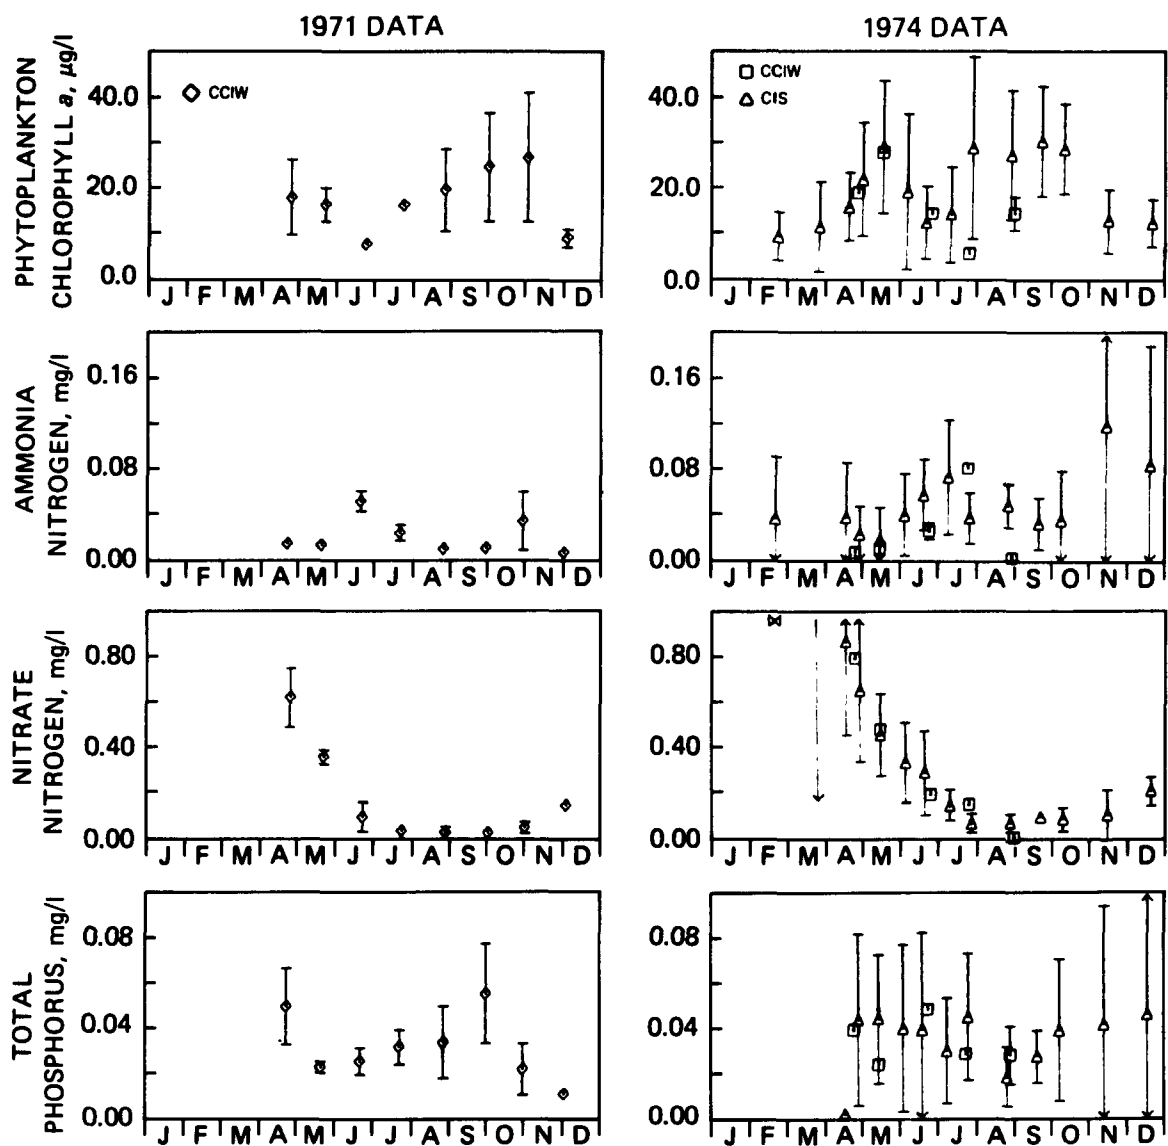 1971 DATA
1974 DATA
PHYTOPLANKTON
CHLOROPHYLL a, µg/l
40.0
20.0
0.0
CCIW
J F M A M J J A S O N D
40.0
20.0
0.0
CCIW
CIS
J F M A M J J A S O N D
AMMONIA
NITROGEN, mg/l
0.16
0.08
0.00
J F M A M J J A S O N D
0.16
0.08
0.00
J F M A M J J A S O N D
NITRATE
NITROGEN, mg/l
0.80
0.40
0.00
J F M A M J J A S O N D
0.80
0.40
0.00
J F M A M J J A S O N D
TOTAL
PHOSPHORUS, mg/l
0.08
0.04
0.00
J F M A M J J A S O N D
0.08
0.04
0.00
J F M A M J J A S O N D